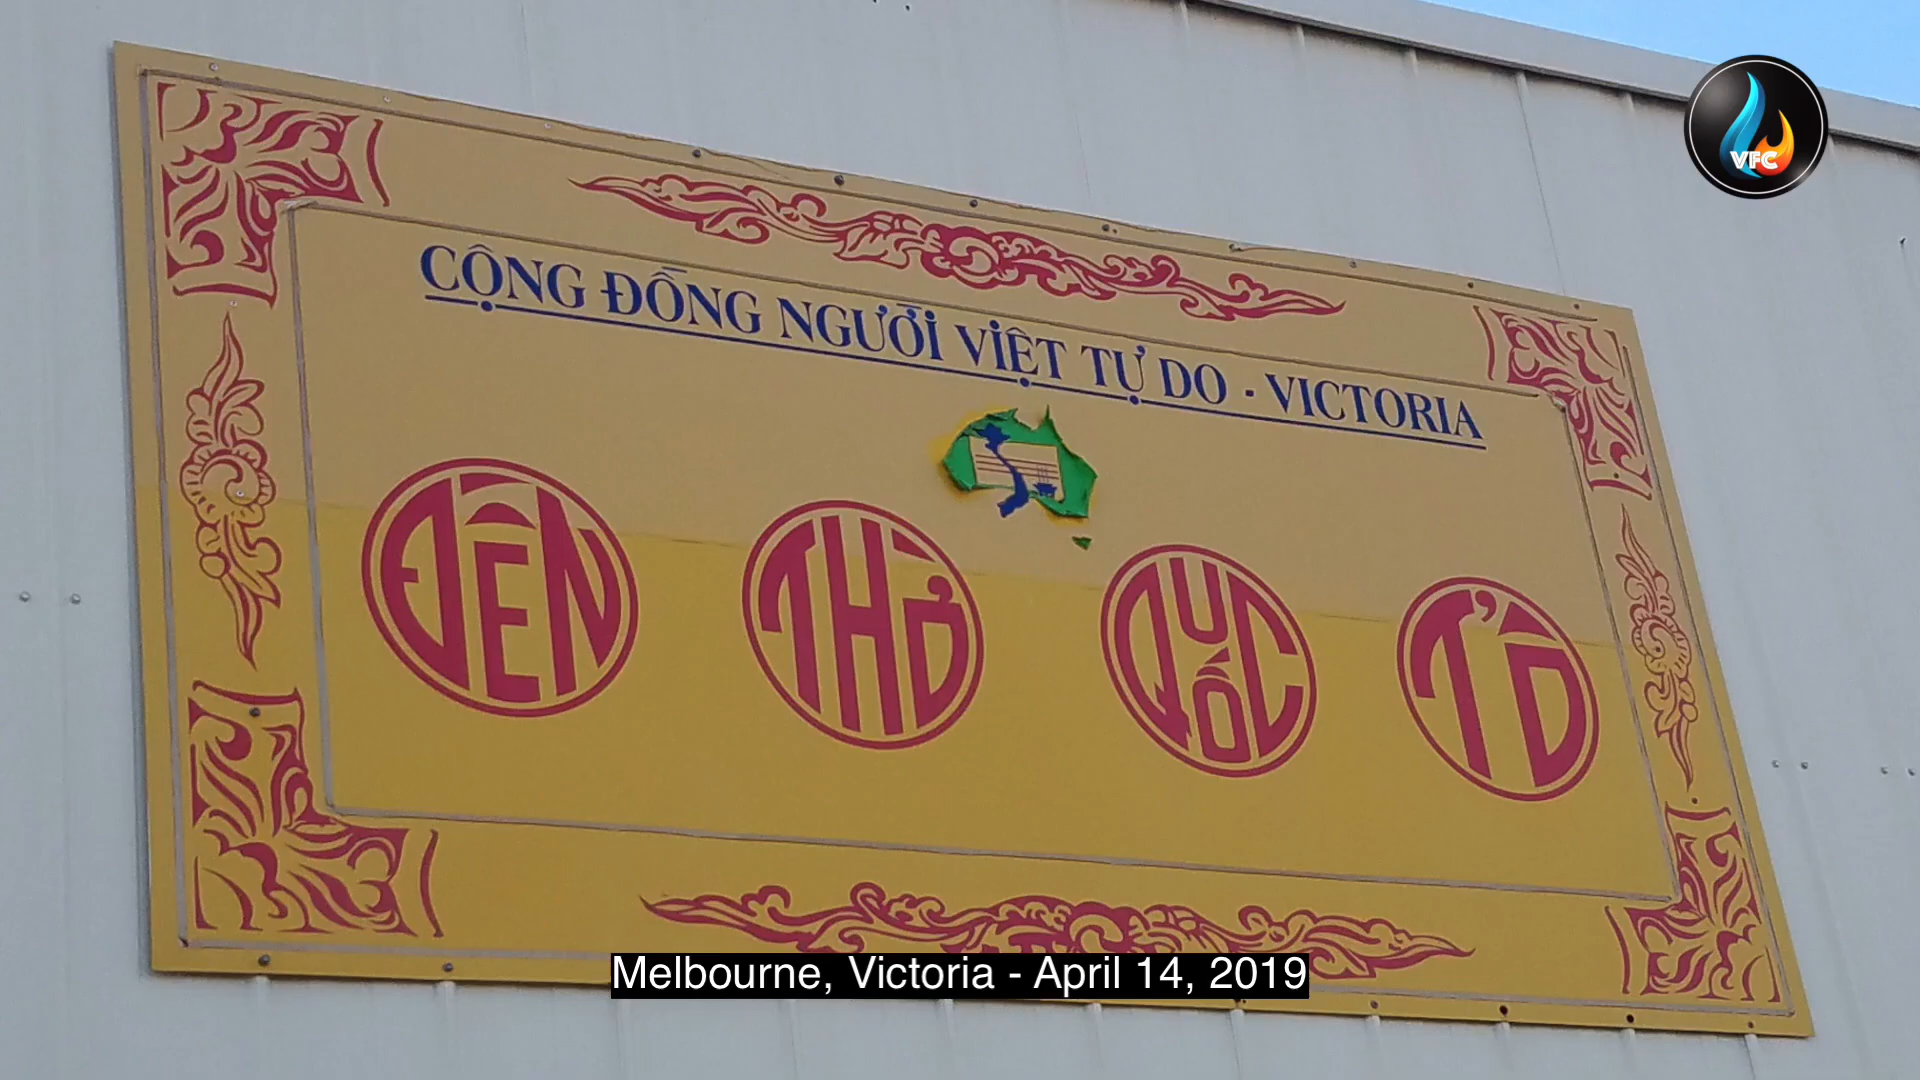 VFC
CỘNG ĐỒNG NGƯỜI VIỆT TỰ DO - VICTORIA
ĐỀN THỜ QUỐC TỔ
Melbourne, Victoria - April 14, 2019